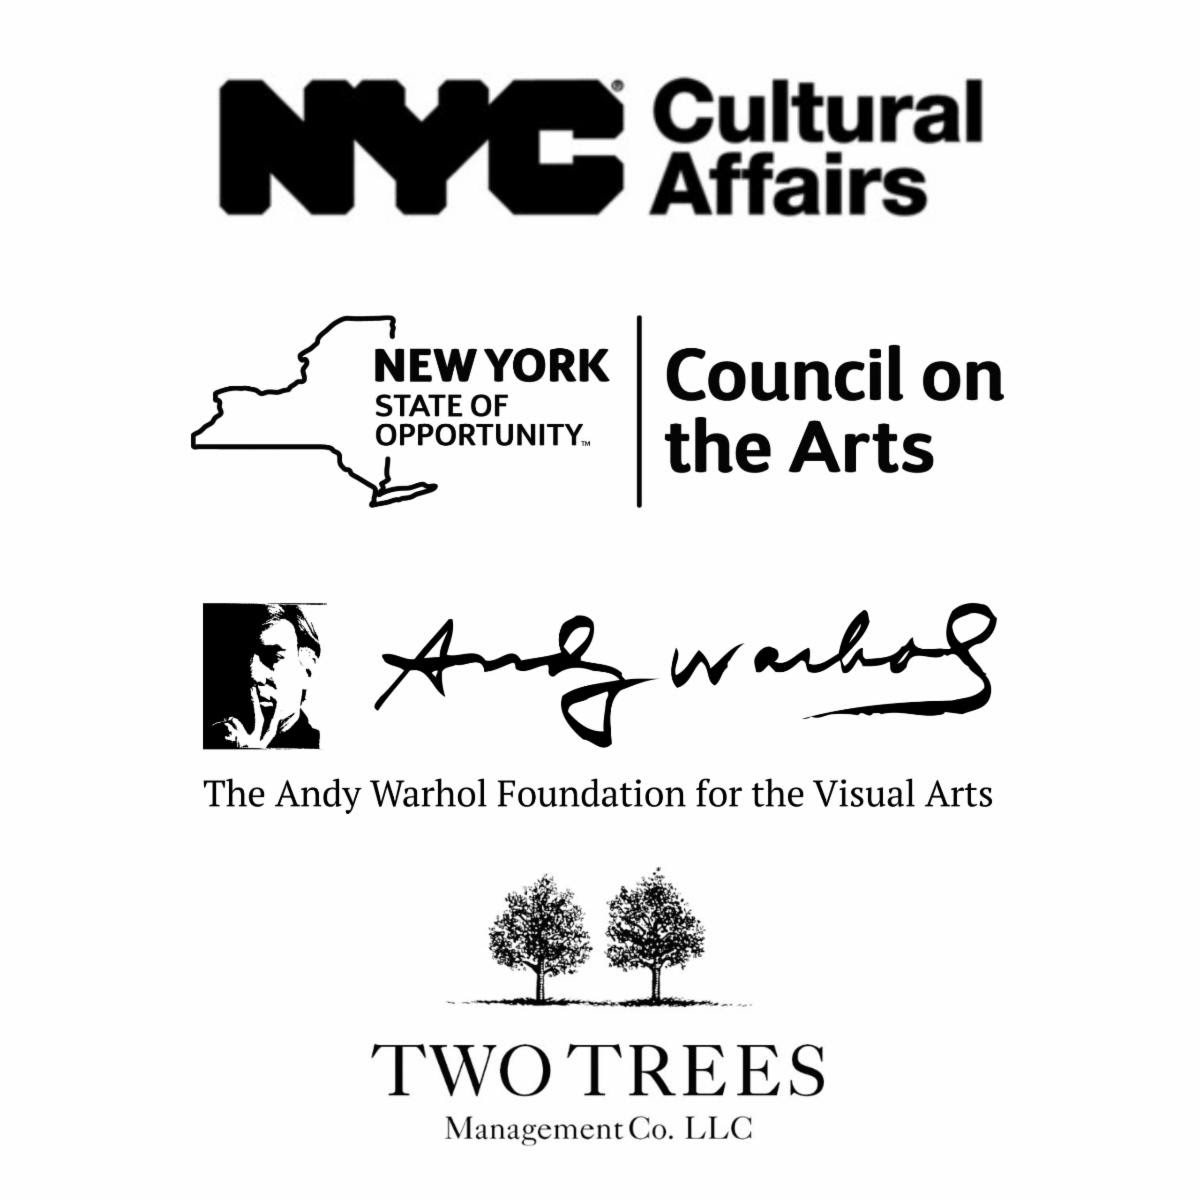 NYC® Cultural
Affairs
NEW YORK
STATE OF
OPPORTUNITY™
Council on
the Arts
Andy Warhol
The Andy Warhol Foundation for the Visual Arts
TWO TREES
Management Co. LLC